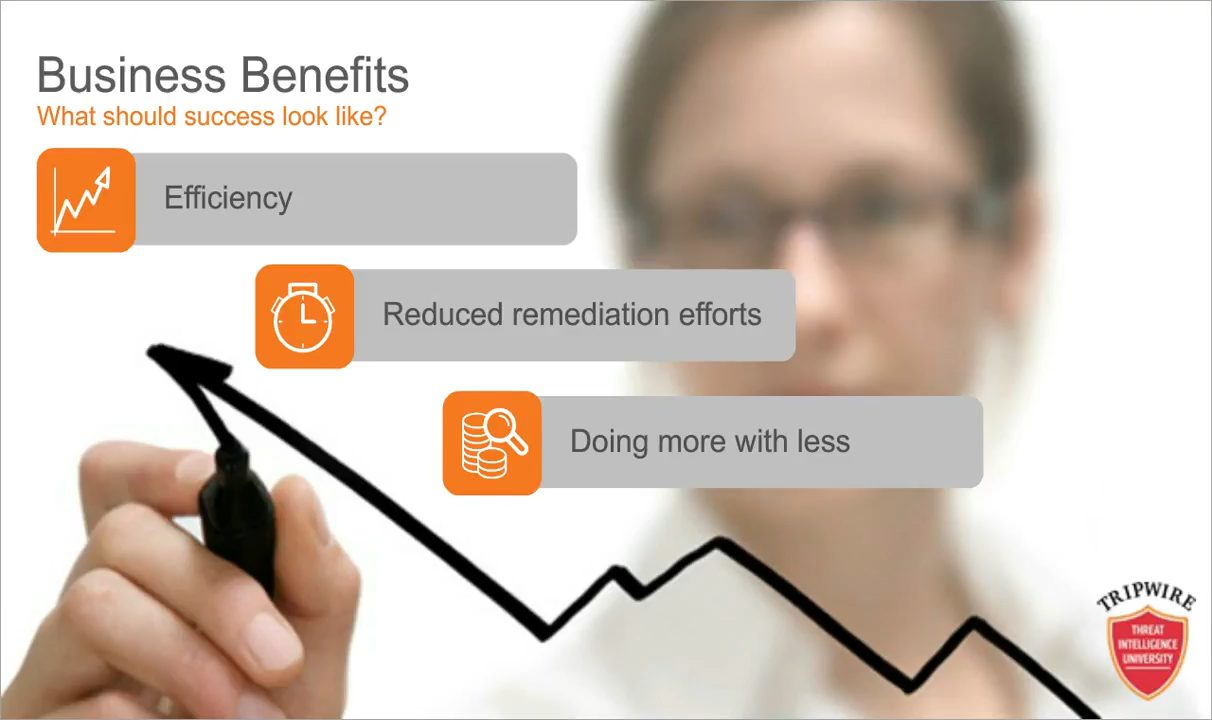 Business Benefits
What should success look like?
Efficiency
Reduced remediation efforts
Doing more with less
TRIPWIRE
THREAT
INTELLIGENCE
UNIVERSITY